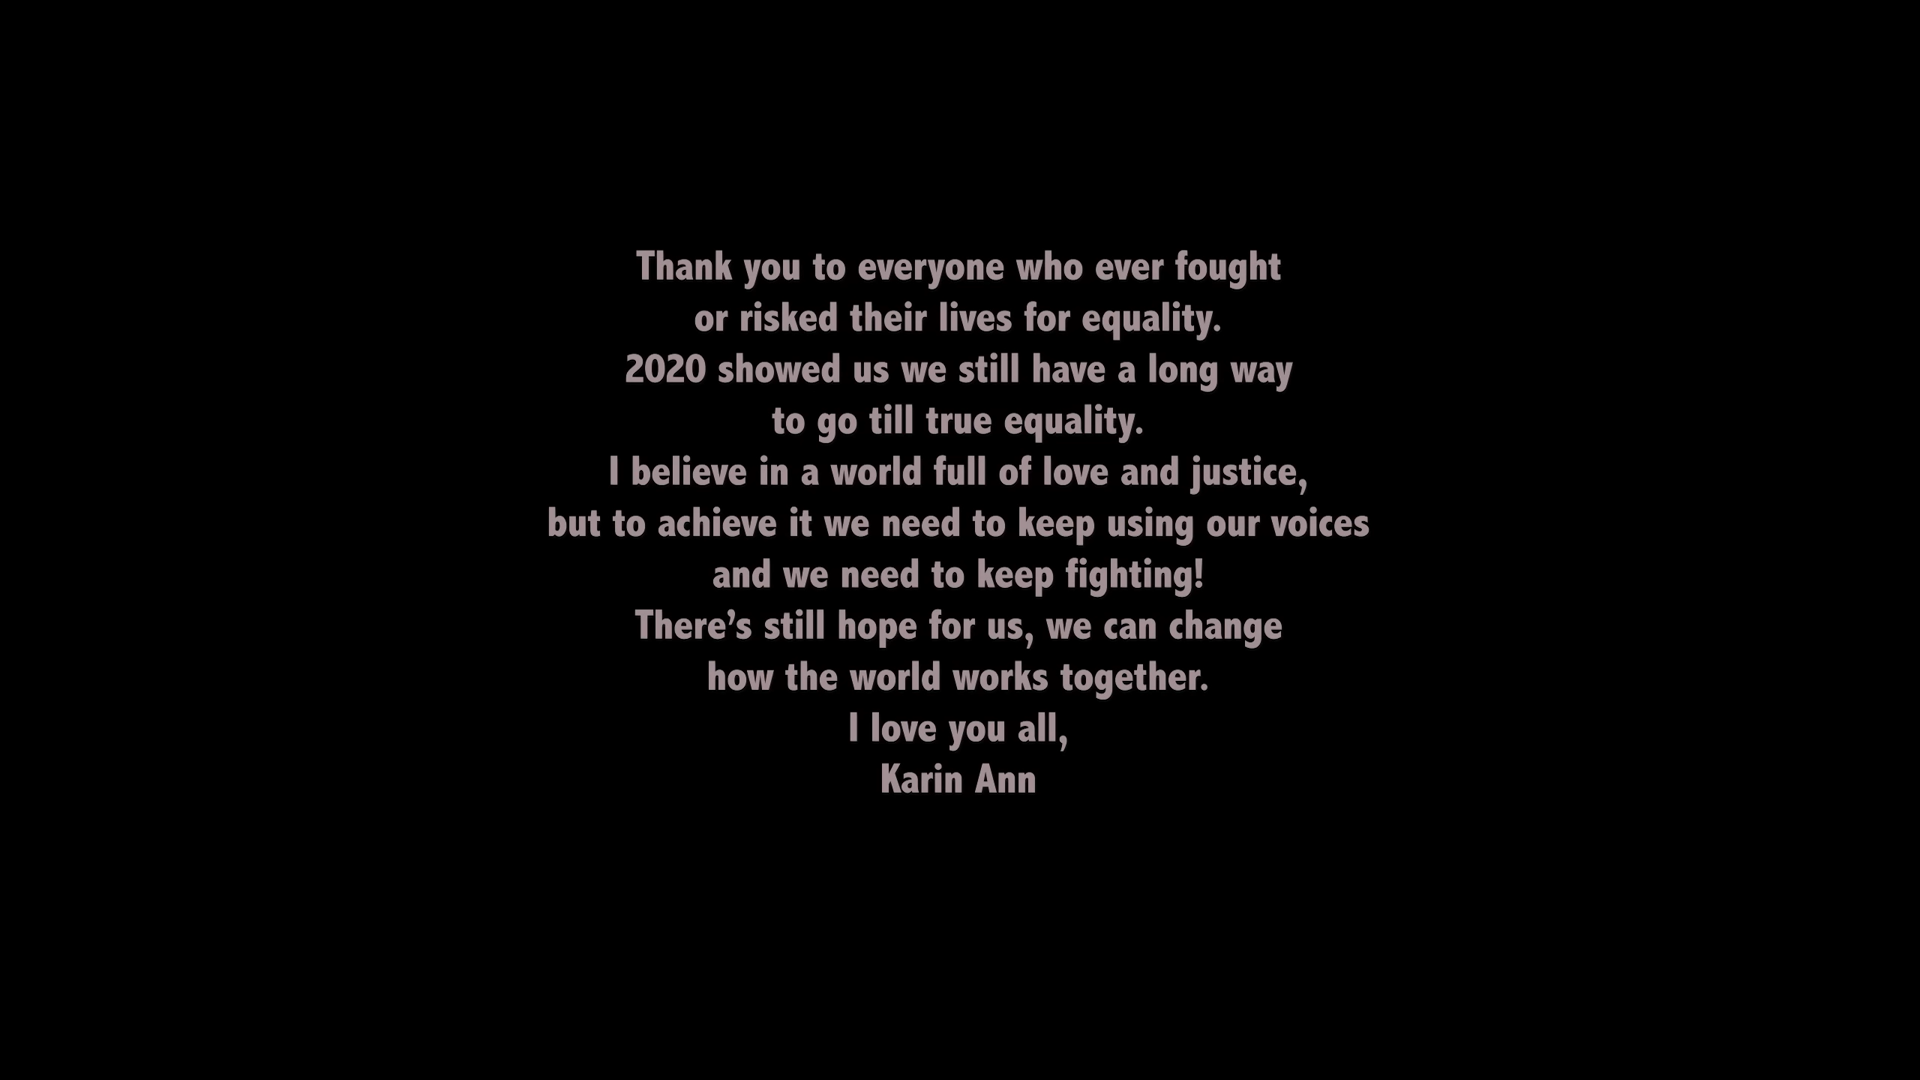 Thank you to everyone who ever fought
or risked their lives for equality.
2020 showed us we still have a long way
to go till true equality.
I believe in a world full of love and justice,
but to achieve it we need to keep using our voices
and we need to keep fighting!
There’s still hope for us, we can change
how the world works together.
I love you all,
Karin Ann